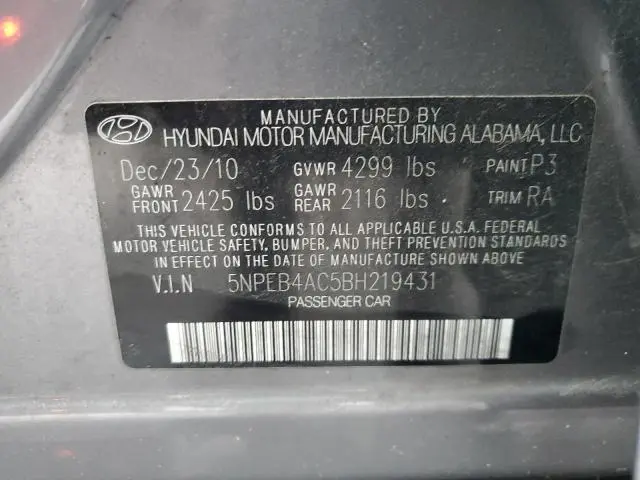 MANUFACTURED BY
HYUNDAI MOTOR MANUFACTURING ALABAMA, LLC
Dec/23/10 GVWR 4299 lbs PAINT P3
GAWR FRONT 2425 lbs GAWR REAR 2116 lbs TRIM RA
THIS VEHICLE CONFORMS TO ALL APPLICABLE U.S.A. FEDERAL
MOTOR VEHICLE SAFETY, BUMPER, AND THEFT PREVENTION STANDARDS
IN EFFECT ON THE DATE OF MANUFACTURE SHOWN ABOVE.
V.I.N 5NPEB4AC5BH219431
PASSENGER CAR